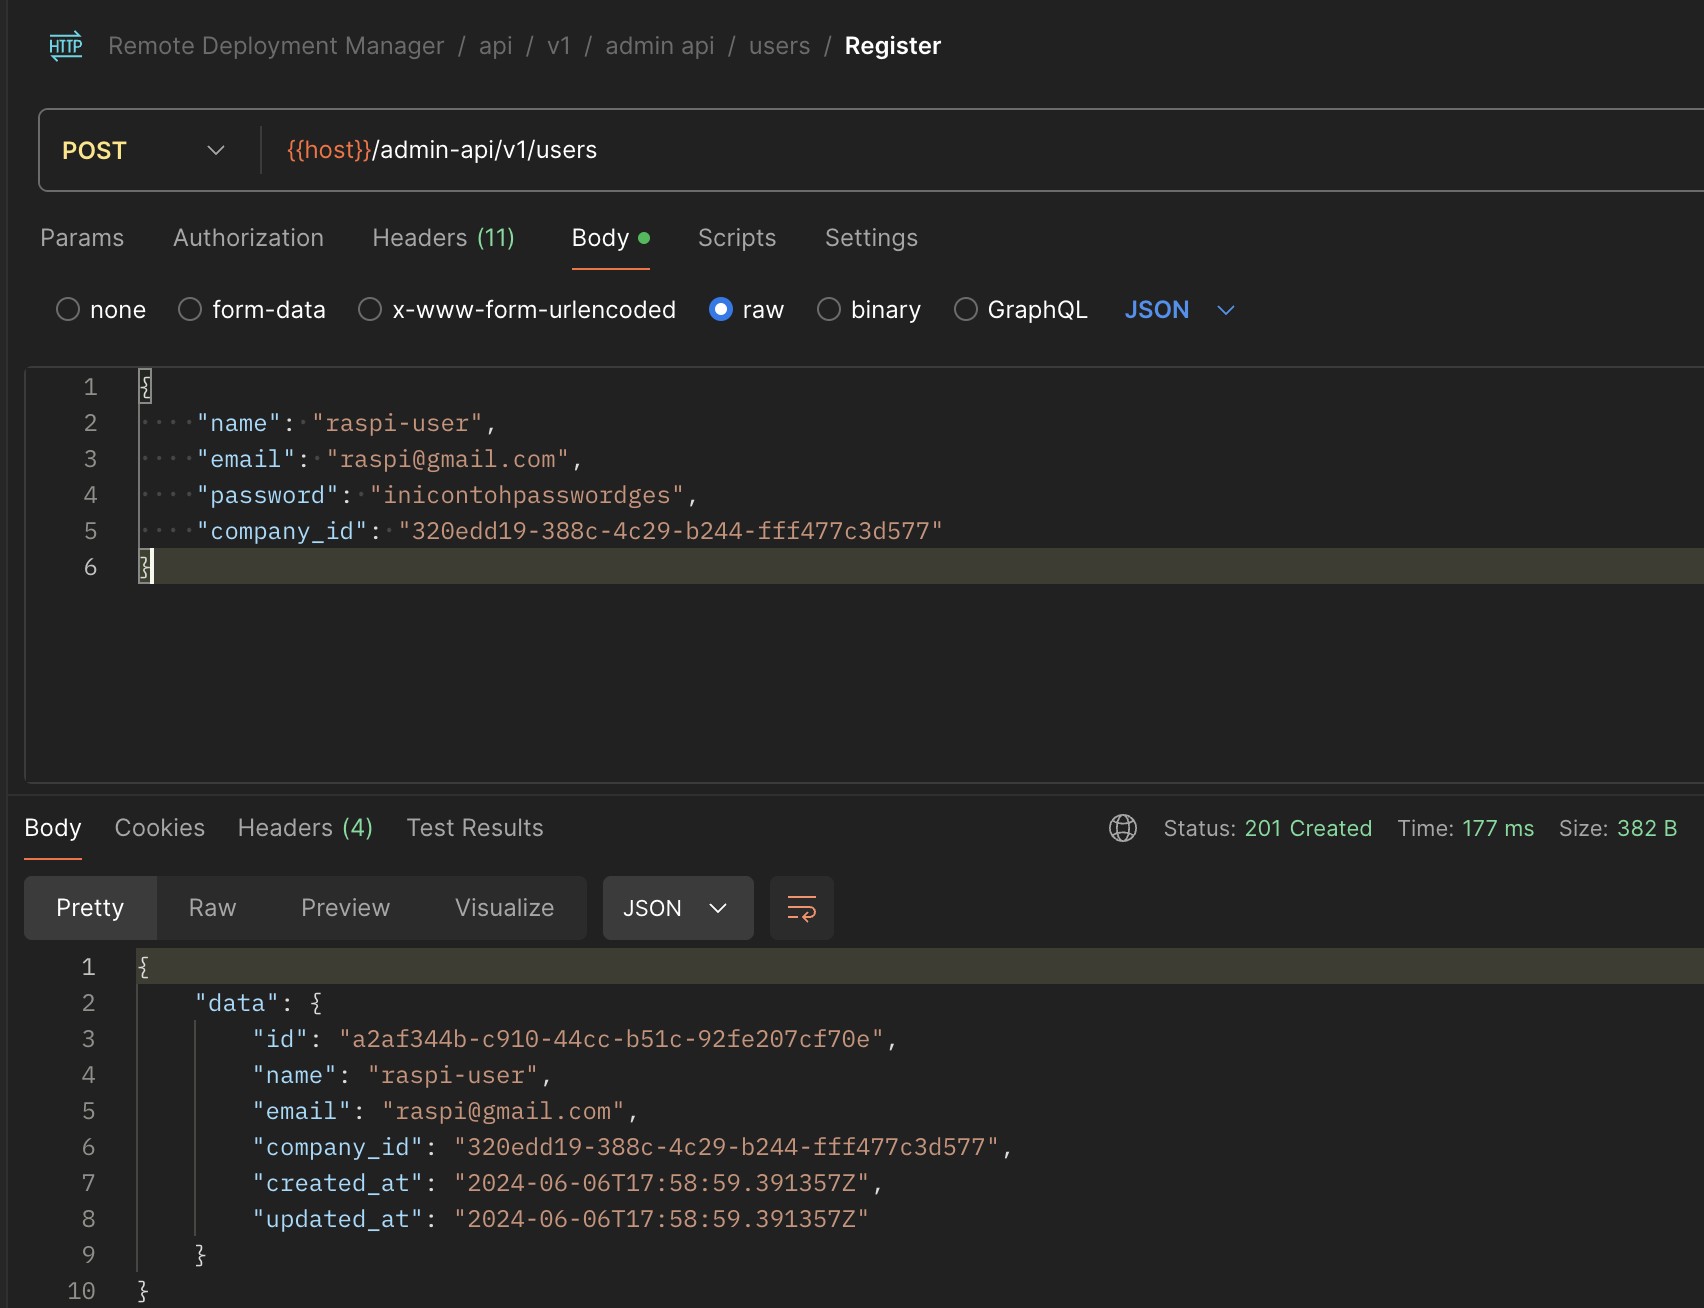 HTTP Remote Deployment Manager / api / v1 / admin api / users / Register
POST {{host}}/admin-api/v1/users
Params Authorization Headers (11) Body Scripts Settings
none form-data x-www-form-urlencoded raw binary GraphQL JSON
1 {
2 "name": "raspi-user",
3 "email": "raspi@gmail.com",
4 "password": "inicontohpasswordges",
5 "company_id": "320edd19-388c-4c29-b244-fff477c3d577"
6 }
Body Cookies Headers (4) Test Results Status: 201 Created Time: 177 ms Size: 382 B
Pretty Raw Preview Visualize JSON
1 {
2 "data": {
3 "id": "a2af344b-c910-44cc-b51c-92fe207cf70e",
4 "name": "raspi-user",
5 "email": "raspi@gmail.com",
6 "company_id": "320edd19-388c-4c29-b244-fff477c3d577",
7 "created_at": "2024-06-06T17:58:59.391357Z",
8 "updated_at": "2024-06-06T17:58:59.391357Z"
9 }
10 }